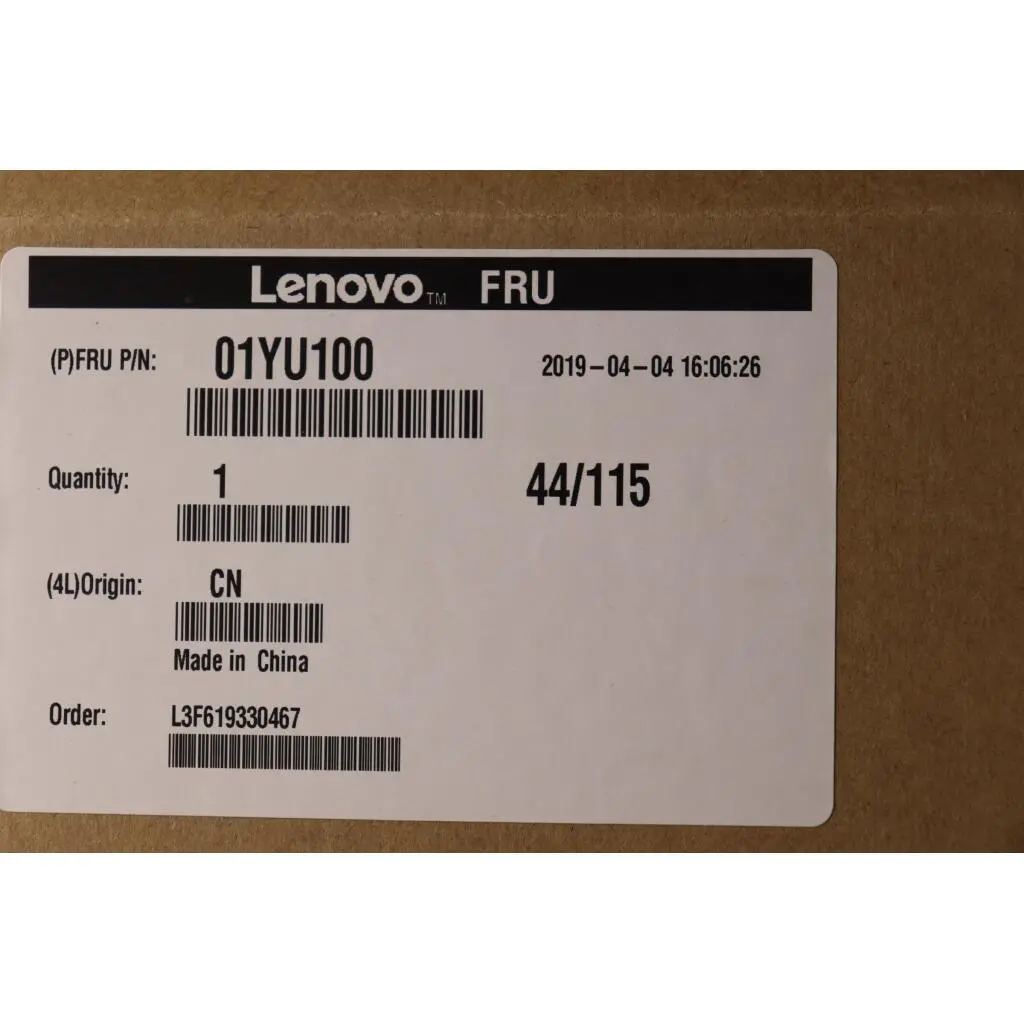 Lenovo™ FRU
(P)FRU P/N: 01YU100 2019-04-04 16:06:26
Quantity: 1 44/115
(4L)Origin: CN
Made in China
Order: L3F619330467